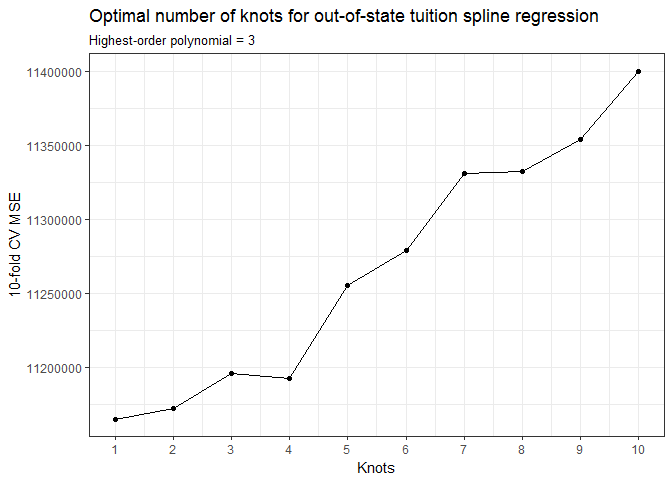 Optimal number of knots for out-of-state tuition spline regression
Highest-order polynomial = 3
11400000
11350000
11300000
11250000
11200000
10-fold CV MSE
1 2 3 4 5 6 7 8 9 10
Knots